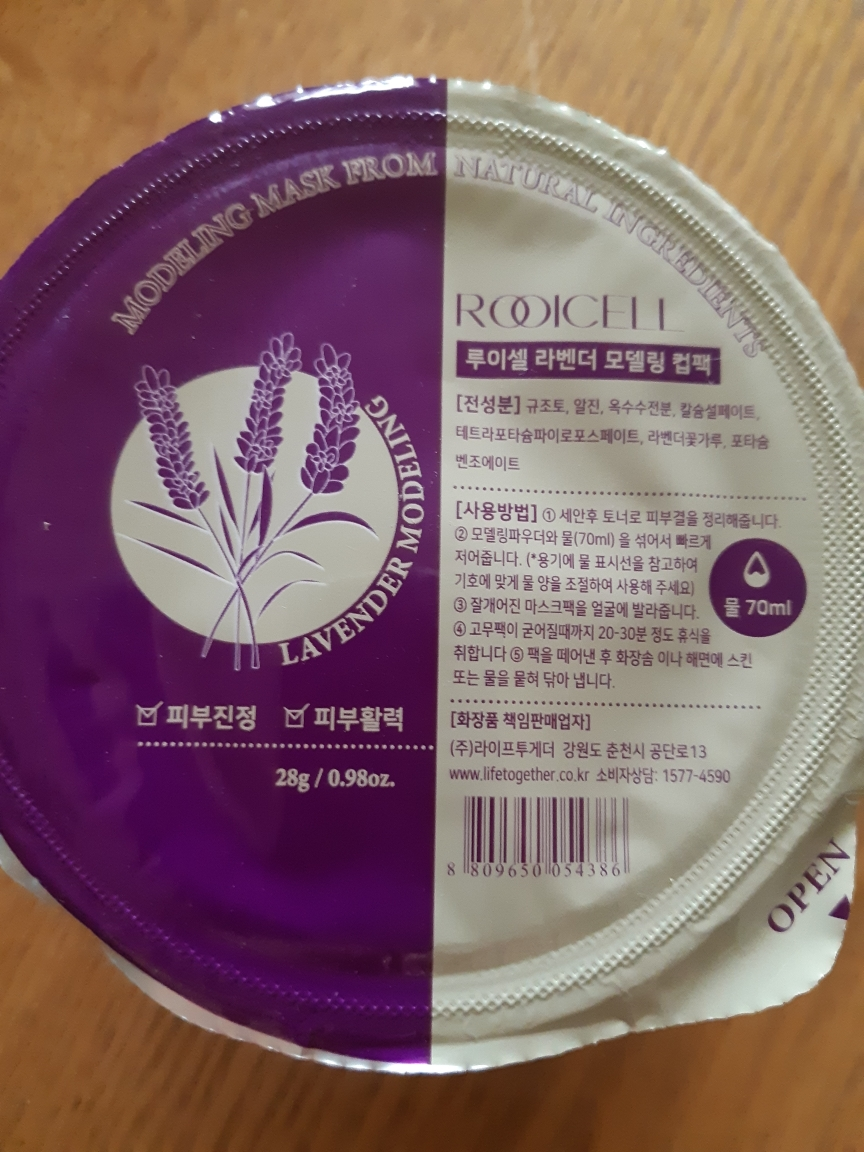 MODELING MASK FROM NATURAL INGREDIENTS
LAVENDER MODELING
피부진정 피부활력
28g / 0.98oz.
ROOICELL
루이셀 라벤더 모델링 컵팩
[전성분] 규조토, 알진, 옥수수전분, 칼슘설페이트,
테트라포타슘파이로포스페이트, 라벤더꽃가루, 포타슘
벤조에이트
[사용방법] ① 세안후 토너로 피부결을 정리해줍니다.
② 모델링파우더와 물(70ml) 을 섞어서 빠르게
저어줍니다. (*용기에 물 표시선을 참고하여
기호에 맞게 물 양을 조절하여 사용해 주세요)
③ 잘개어진 마스크팩을 얼굴에 발라줍니다.
④ 고무팩이 굳어질때까지 20-30분 정도 휴식을
취합니다 ⑤ 팩을 떼어낸 후 화장솜 이나 해면에 스킨
또는 물을 뭍혀 닦아 냅니다.
물 70ml
[화장품 책임판매업자]
(주)라이프투게더 강원도 춘천시 공단로13
www.lifetogether.co.kr 소비자상담: 1577-4590
8 809650 054386
OPEN